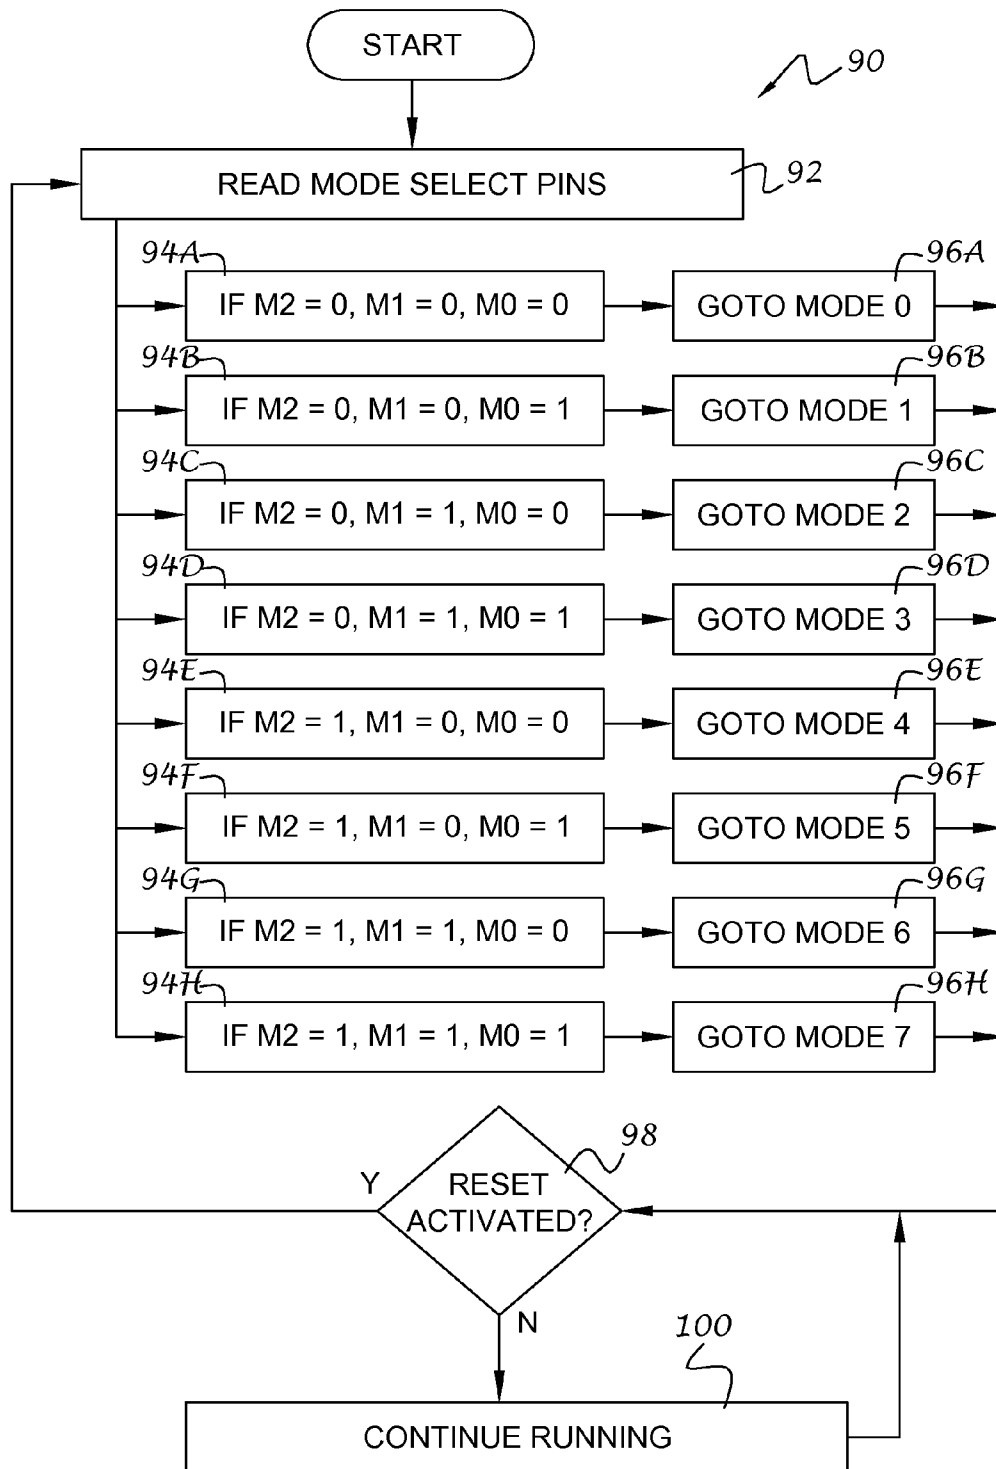 START
90
READ MODE SELECT PINS
92
94A
96A
IF M2 = 0, M1 = 0, M0 = 0
GOTO MODE 0
94B
96B
IF M2 = 0, M1 = 0, M0 = 1
GOTO MODE 1
94C
96C
IF M2 = 0, M1 = 1, M0 = 0
GOTO MODE 2
94D
96D
IF M2 = 0, M1 = 1, M0 = 1
GOTO MODE 3
94E
96E
IF M2 = 1, M1 = 0, M0 = 0
GOTO MODE 4
94F
96F
IF M2 = 1, M1 = 0, M0 = 1
GOTO MODE 5
94G
96G
IF M2 = 1, M1 = 1, M0 = 0
GOTO MODE 6
94H
96H
IF M2 = 1, M1 = 1, M0 = 1
GOTO MODE 7
98
Y
RESET
ACTIVATED?
N
100
CONTINUE RUNNING